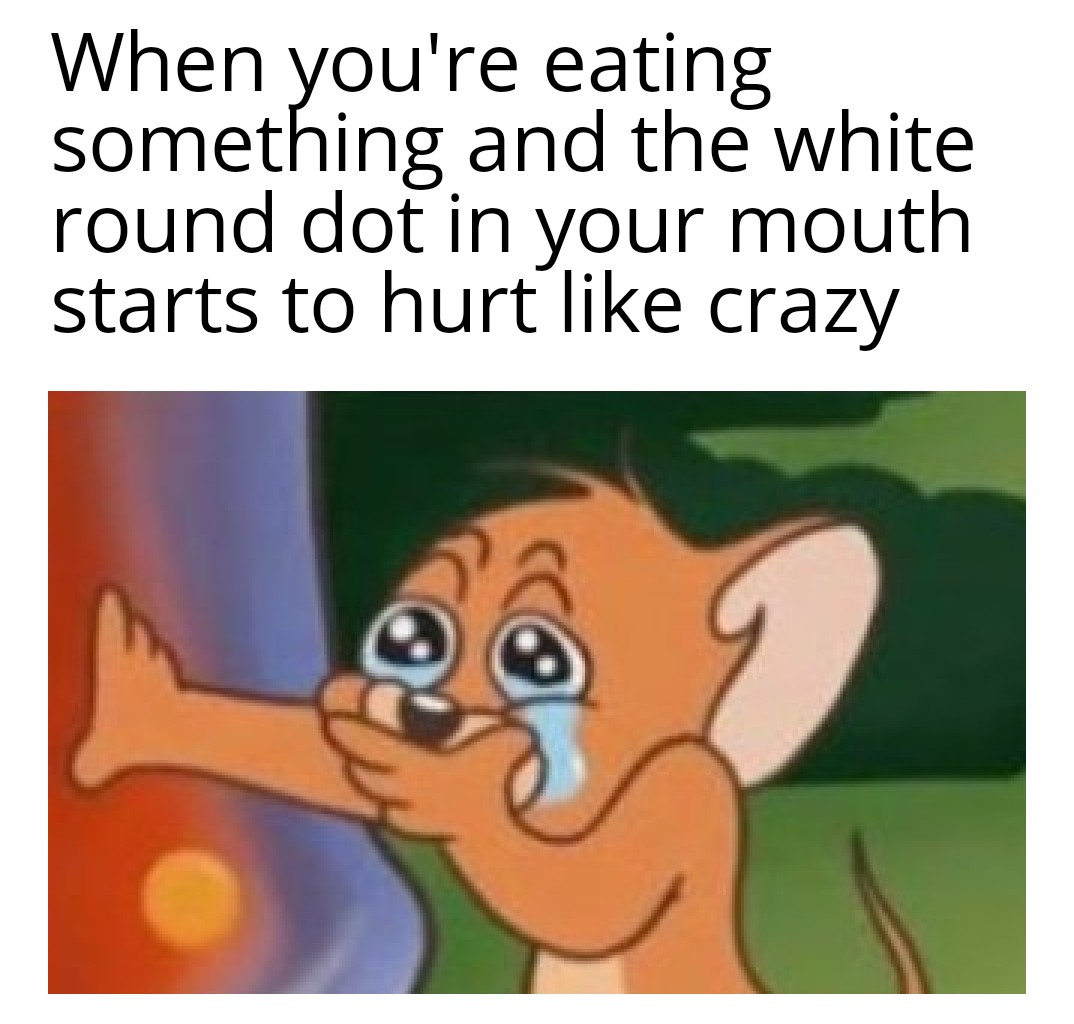 When you're eating
something and the white
round dot in your mouth
starts to hurt like crazy